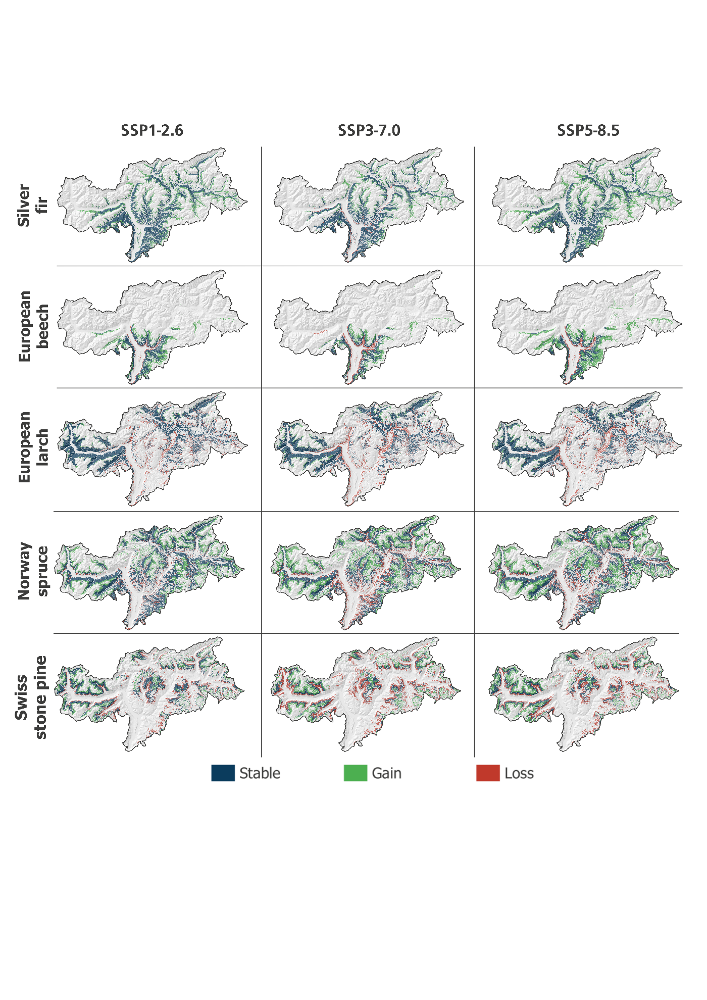 SSP1-2.6
SSP3-7.0
SSP5-8.5
Silver
fir
European
beech
European
larch
Norway
spruce
Swiss
stone pine
Stable
Gain
Loss